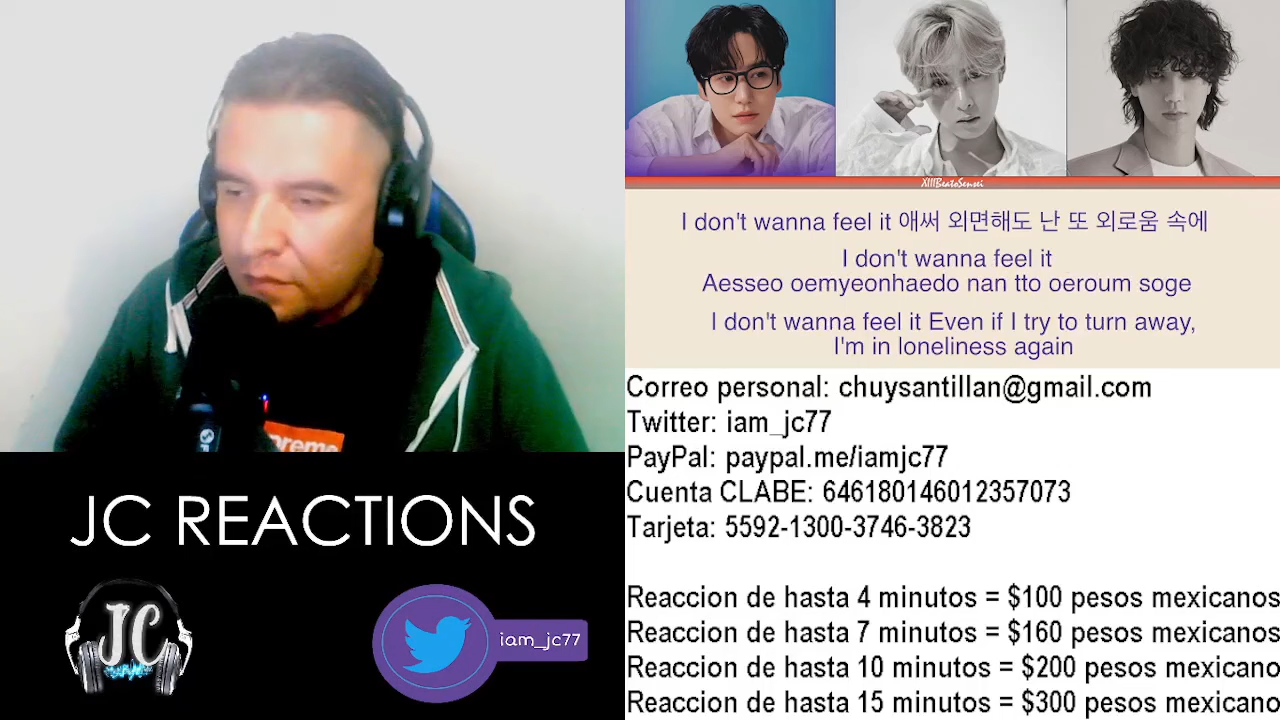 XIIIBeatoSensei
I don't wanna feel it 애써 외면해도 난 또 외로움 속에
I don't wanna feel it
Aesseo oemyeonhaedo nan tto oeroum soge
I don't wanna feel it Even if I try to turn away,
I'm in loneliness again
Correo personal: chuysantillan@gmail.com
Twitter: iam_jc77
PayPal: paypal.me/iamjc77
Cuenta CLABE: 646180146012357073
Tarjeta: 5592-1300-3746-3823
Reaccion de hasta 4 minutos = $100 pesos mexicanos
Reaccion de hasta 7 minutos = $160 pesos mexicanos
Reaccion de hasta 10 minutos = $200 pesos mexicano
Reaccion de hasta 15 minutos = $300 pesos mexicano
preme
JC REACTIONS
JC
iam_jc77